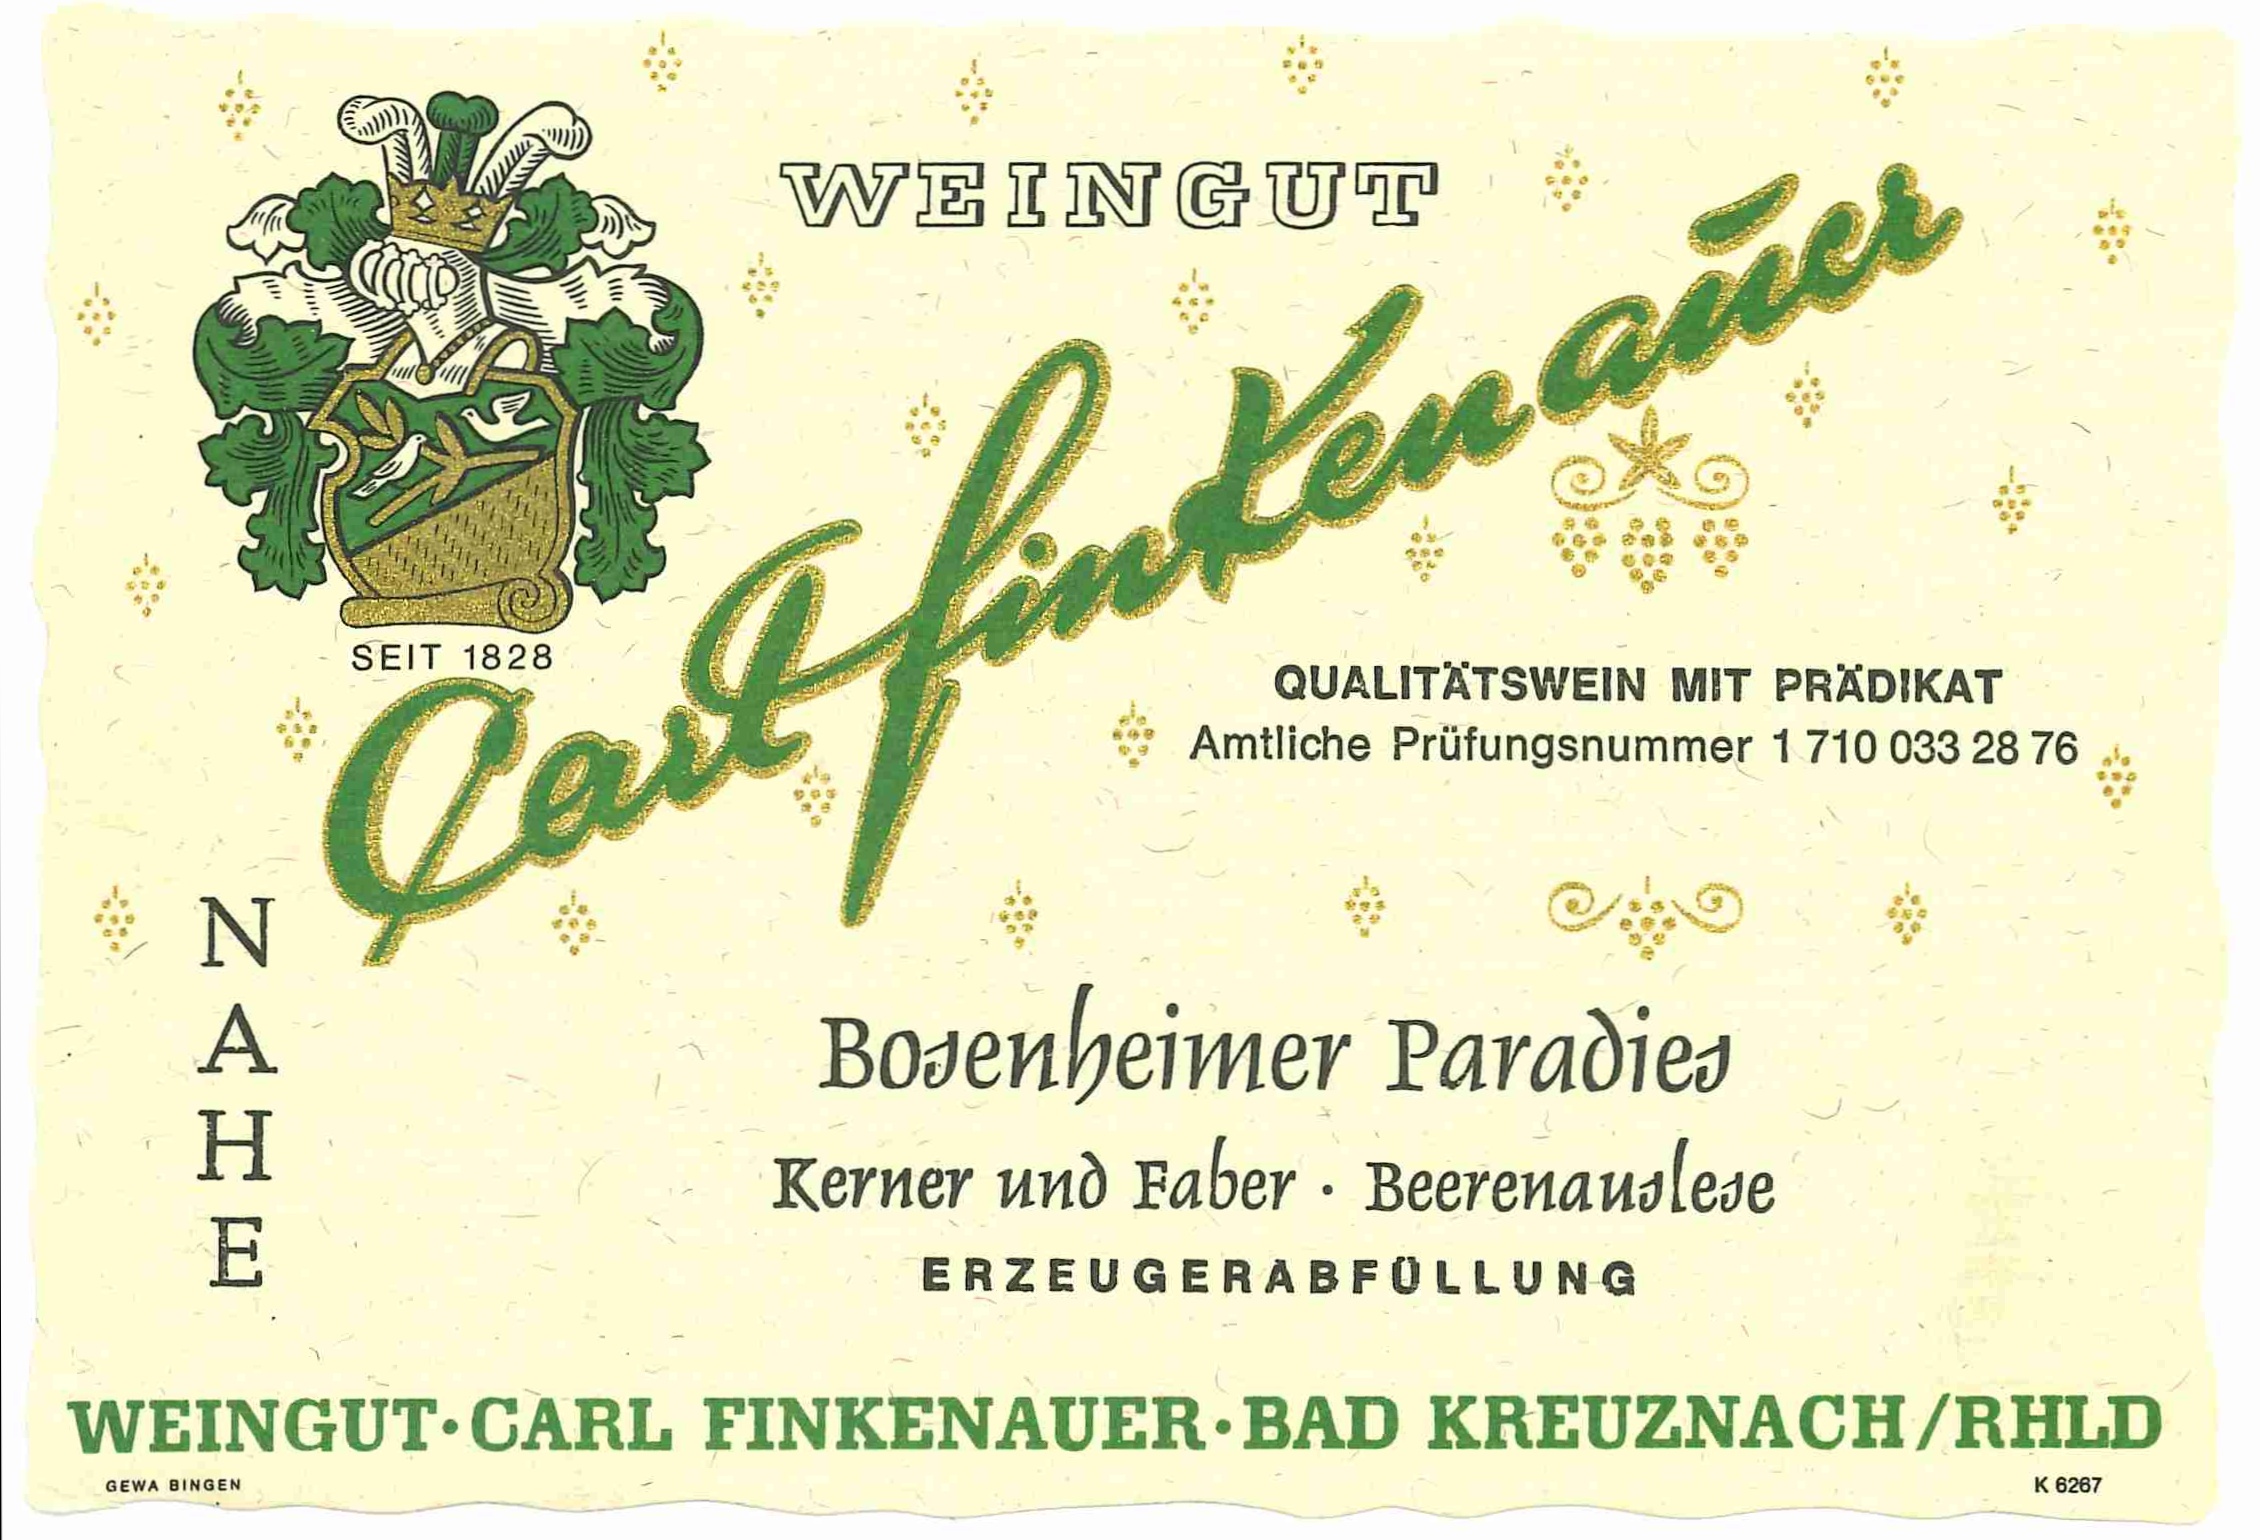 WEINGUT
Carl Finkenauer
SEIT 1828
QUALITÄTSWEIN MIT PRÄDIKAT
Amtliche Prüfungsnummer 1 710 033 28 76
NAHE
Bosenheimer Paradies
Kerner und Faber · Beerenauslese
ERZEUGERABFÜLLUNG
WEINGUT·CARL FINKENAUER·BAD KREUZNACH/RHLD
GEWA BINGEN
K 6267